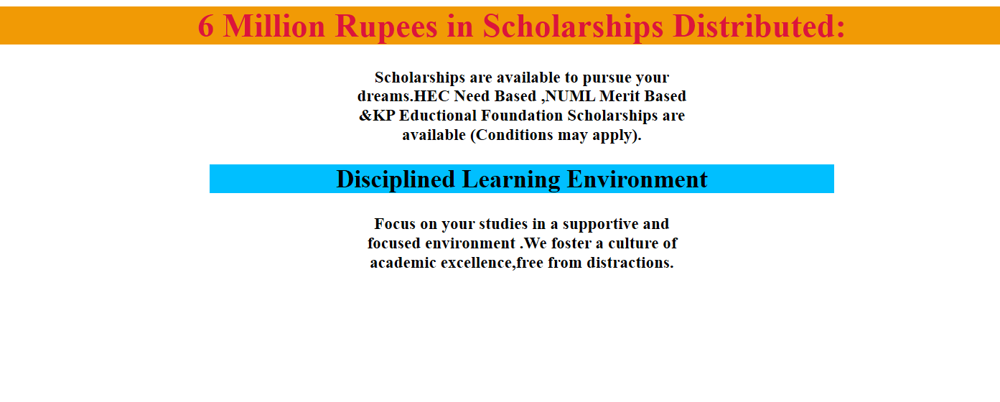 6 Million Rupees in Scholarships Distributed:
Scholarships are available to pursue your
dreams.HEC Need Based ,NUML Merit Based
&KP Eductional Foundation Scholarships are
available (Conditions may apply).
Disciplined Learning Environment
Focus on your studies in a supportive and
focused environment .We foster a culture of
academic excellence,free from distractions.